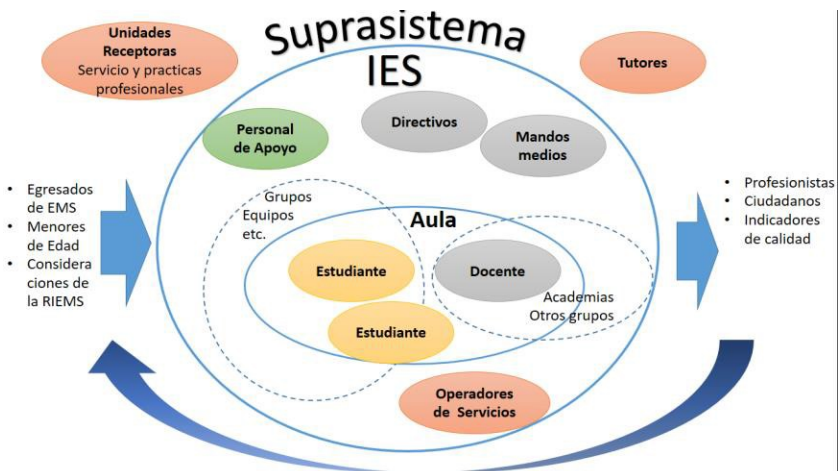 Suprasistema
IES
Unidades
Receptoras
Servicio y practicas
profesionales
Tutores
Personal
de Apoyo
Directivos
Mandos
medios
• Egresados
de EMS
• Menores
de Edad
• Considera
ciones de
la RIEMS
Grupos
Equipos
etc.
Aula
Estudiante
Docente
Estudiante
Academias
Otros grupos
Operadores
de Servicios
• Profesionistas
• Ciudadanos
• Indicadores
de calidad